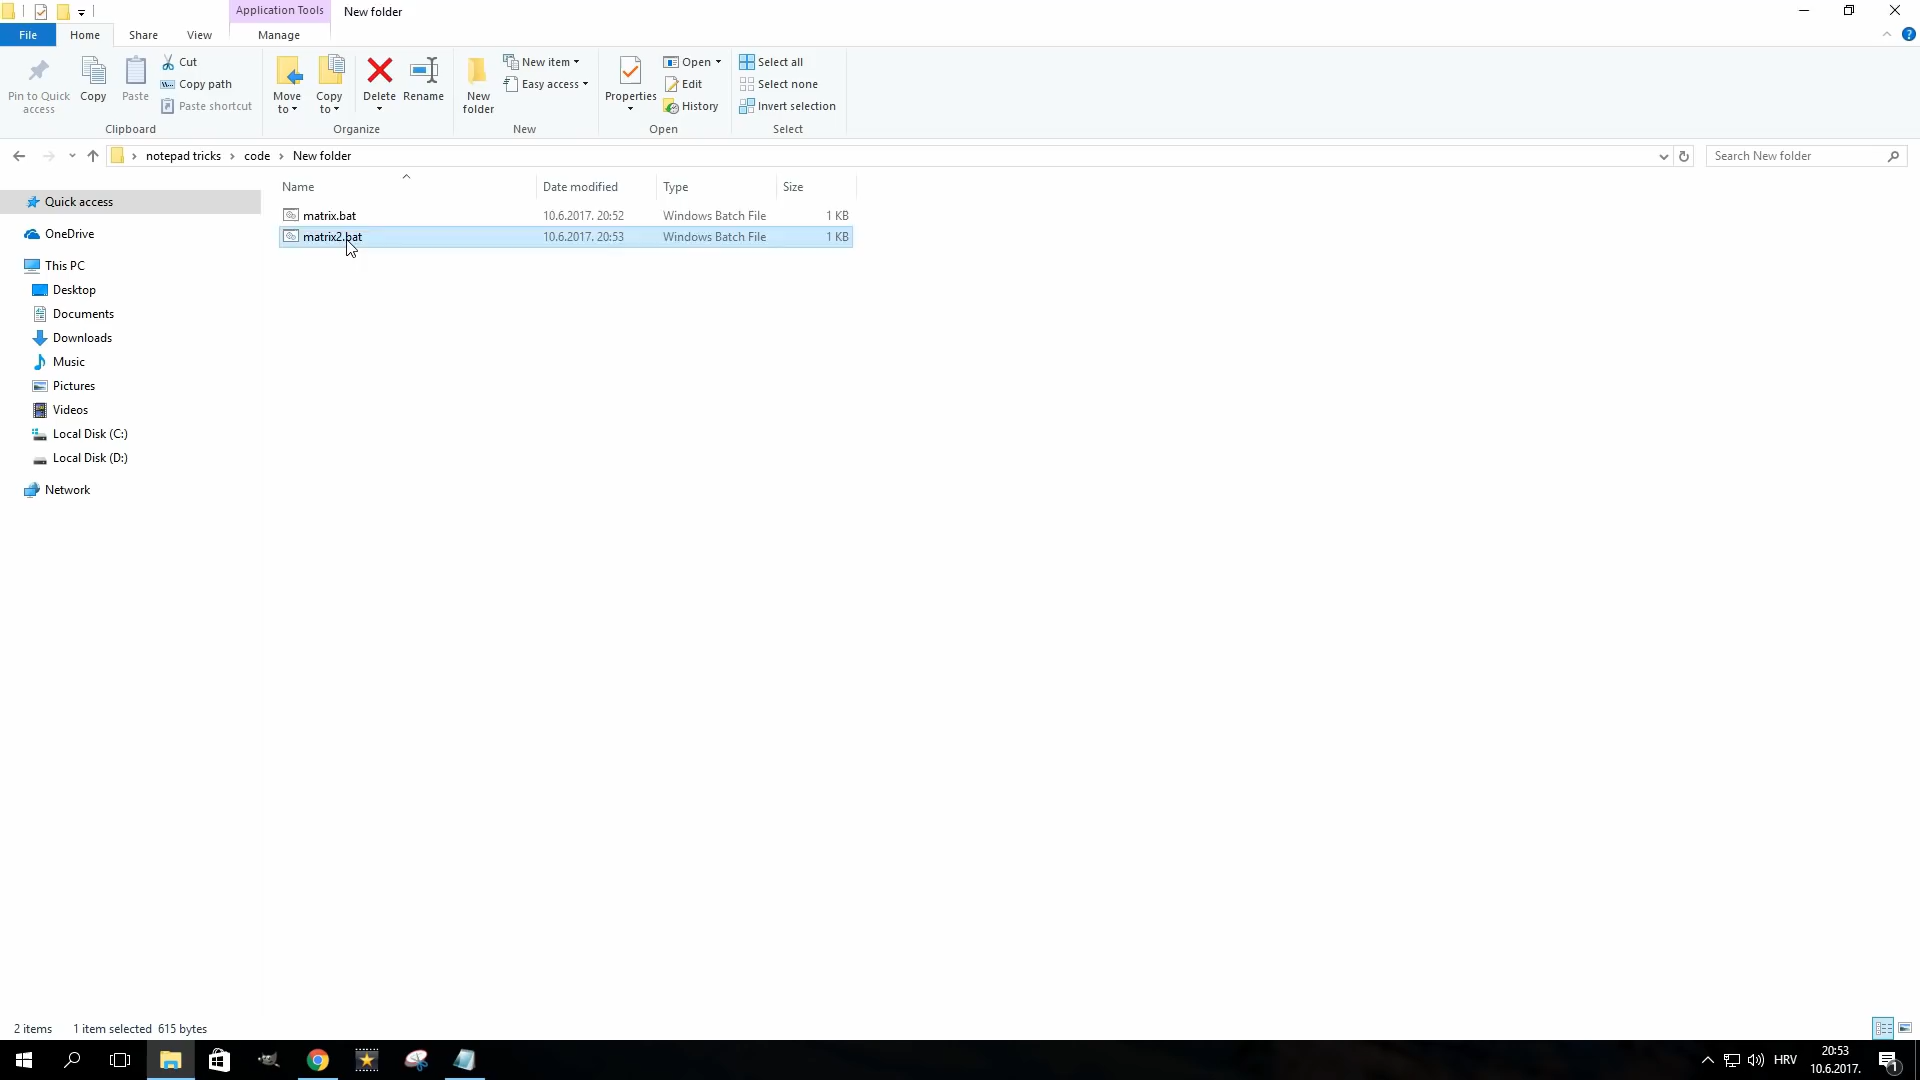 Application Tools
New folder
File
Home
Share
View
Manage
Pin to Quick access
Copy
Paste
Cut
Copy path
Paste shortcut
Clipboard
Move to
Copy to
Delete
Rename
Organize
New folder
New item
Easy access
New
Properties
Open
Edit
History
Open
Select all
Select none
Invert selection
Select
notepad tricks
code
New folder
Search New folder
Name
Date modified
Type
Size
matrix.bat
10.6.2017. 20:52
Windows Batch File
1 KB
matrix2.bat
10.6.2017. 20:53
Windows Batch File
1 KB
Quick access
OneDrive
This PC
Desktop
Documents
Downloads
Music
Pictures
Videos
Local Disk (C:)
Local Disk (D:)
Network
2 items
1 item selected 615 bytes
HRV
20:53
10.6.2017.
1